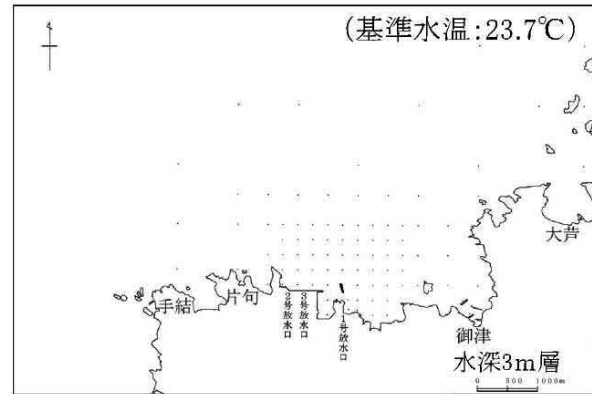 (基準水温:23.7℃)
大芦
手結
片句
2号放水口
3号放水口
1号放水口
御津
水深3m層
0 500 1000m